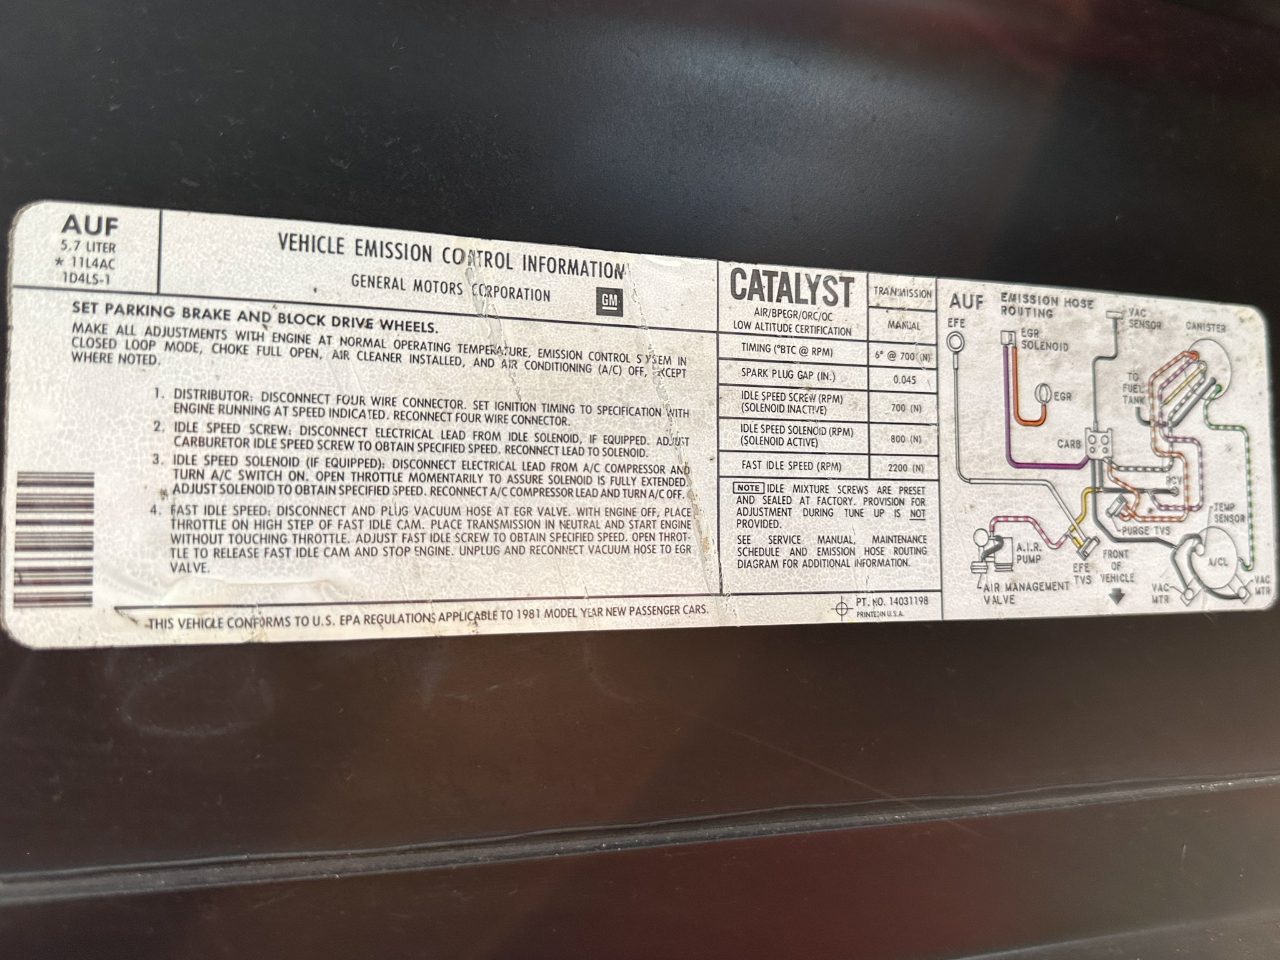 AUF
5.7 LITER
* 11L4AC
1D4LS-1
VEHICLE EMISSION CONTROL INFORMATION
GENERAL MOTORS CORPORATION
GM
SET PARKING BRAKE AND BLOCK DRIVE WHEELS.
MAKE ALL ADJUSTMENTS WITH ENGINE AT NORMAL OPERATING TEMPERATURE, EMISSION CONTROL SYSTEM IN
CLOSED LOOP MODE, CHOKE FULL OPEN, AIR CLEANER INSTALLED, AND AIR CONDITIONING (A/C) OFF, EXCEPT
WHERE NOTED.
1. DISTRIBUTOR: DISCONNECT FOUR WIRE CONNECTOR. SET IGNITION TIMING TO SPECIFICATION WITH
ENGINE RUNNING AT SPEED INDICATED. RECONNECT FOUR WIRE CONNECTOR.
2. IDLE SPEED SCREW: DISCONNECT ELECTRICAL LEAD FROM IDLE SOLENOID, IF EQUIPPED. ADJUST
CARBURETOR IDLE SPEED SCREW TO OBTAIN SPECIFIED SPEED. RECONNECT LEAD TO SOLENOID.
3. IDLE SPEED SOLENOID (IF EQUIPPED): DISCONNECT ELECTRICAL LEAD FROM A/C COMPRESSOR AND
TURN A/C SWITCH ON. OPEN THROTTLE MOMENTARILY TO ASSURE SOLENOID IS FULLY EXTENDED.
ADJUST SOLENOID TO OBTAIN SPECIFIED SPEED. RECONNECT A/C COMPRESSOR LEAD AND TURN A/C OFF.
4. FAST IDLE SPEED: DISCONNECT AND PLUG VACUUM HOSE AT EGR VALVE. WITH ENGINE OFF, PLACE
THROTTLE ON HIGH STEP OF FAST IDLE CAM. PLACE TRANSMISSION IN NEUTRAL AND START ENGINE
WITHOUT TOUCHING THROTTLE. ADJUST FAST IDLE SCREW TO OBTAIN SPECIFIED SPEED. OPEN THROT-
TLE TO RELEASE FAST IDLE CAM AND STOP ENGINE. UNPLUG AND RECONNECT VACUUM HOSE TO EGR
VALVE.
THIS VEHICLE CONFORMS TO U.S. EPA REGULATIONS APPLICABLE TO 1981 MODEL YEAR NEW PASSENGER CARS.
CATALYST
AIR/BPEGR/ORC/OC
LOW ALTITUDE CERTIFICATION
TRANSMISSION
MANUAL
TIMING (°BTC @ RPM) 6° @ 700 (N)
SPARK PLUG GAP (IN.) 0.045
IDLE SPEED SCREW (RPM)
(SOLENOID INACTIVE) 700 (N)
IDLE SPEED SOLENOID (RPM)
(SOLENOID ACTIVE) 800 (N)
FAST IDLE SPEED (RPM) 2200 (N)
NOTE IDLE MIXTURE SCREWS ARE PRESET
AND SEALED AT FACTORY. PROVISION FOR
ADJUSTMENT DURING TUNE UP IS NOT
PROVIDED.
SEE SERVICE MANUAL, MAINTENANCE
SCHEDULE AND EMISSION HOSE ROUTING
DIAGRAM FOR ADDITIONAL INFORMATION.
PT. NO. 14031198
PRINTED IN U.S.A.
AUF EMISSION HOSE
ROUTING
EFE
EGR
SOLENOID
VAC
SENSOR
CANISTER
TO
FUEL
TANK
EGR
CARB
PCV
PURGE TVS
TEMP
SENSOR
A.I.R.
PUMP
EFE
TVS
FRONT
OF
VEHICLE
A/CL
AIR MANAGEMENT
VALVE
VAC
MTR
VAC
MTR